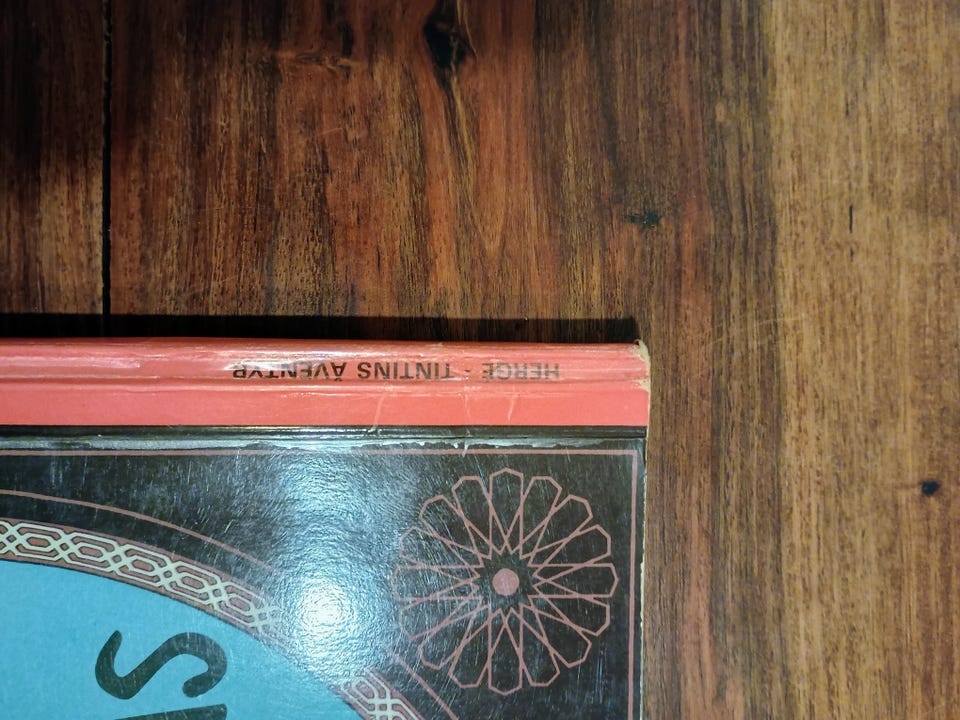 HERGÉ - TINTINS ÄVENTYR
S